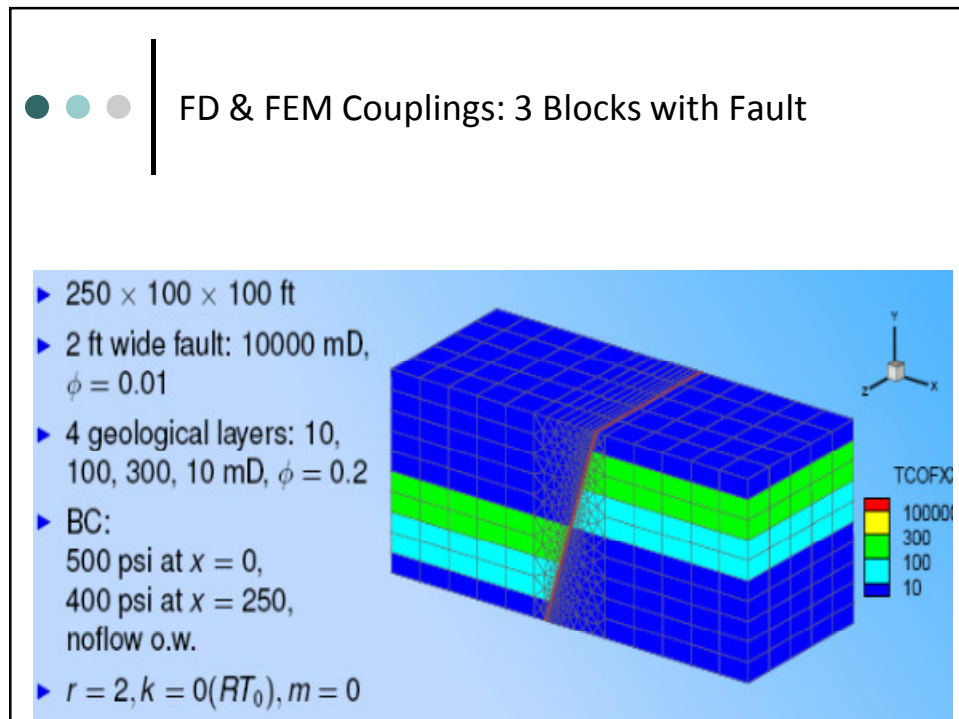 FD & FEM Couplings: 3 Blocks with Fault
▸ 250 × 100 × 100 ft
▸ 2 ft wide fault: 10000 mD,
ϕ = 0.01
▸ 4 geological layers: 10,
100, 300, 10 mD, ϕ = 0.2
▸ BC:
500 psi at x = 0,
400 psi at x = 250,
noflow o.w.
▸ r = 2, k = 0(RT₀), m = 0
Y
Z
X
TCOFX
10000
300
100
10